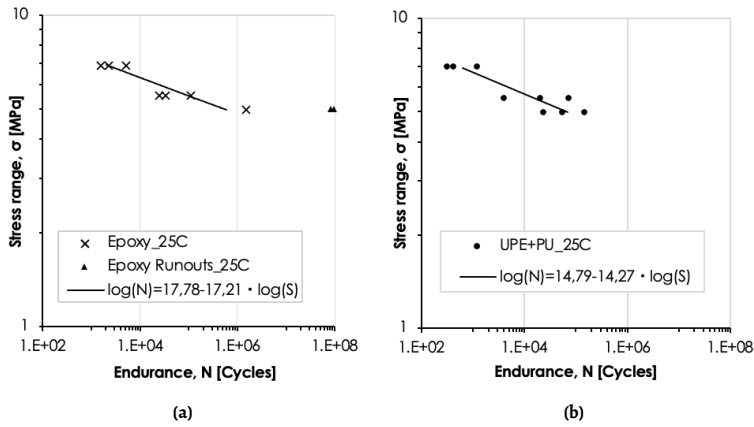 10
Stress range, σ [MPa]
1
Epoxy_25C
Epoxy Runouts_25C
log(N)=17,78-17,21 · log(S)
1.E+02 1.E+04 1.E+06 1.E+08
Endurance, N [Cycles]
(a)
10
Stress range, σ [MPa]
1
UPE+PU_25C
log(N)=14,79-14,27 · log(S)
1.E+02 1.E+04 1.E+06 1.E+08
Endurance, N [Cycles]
(b)